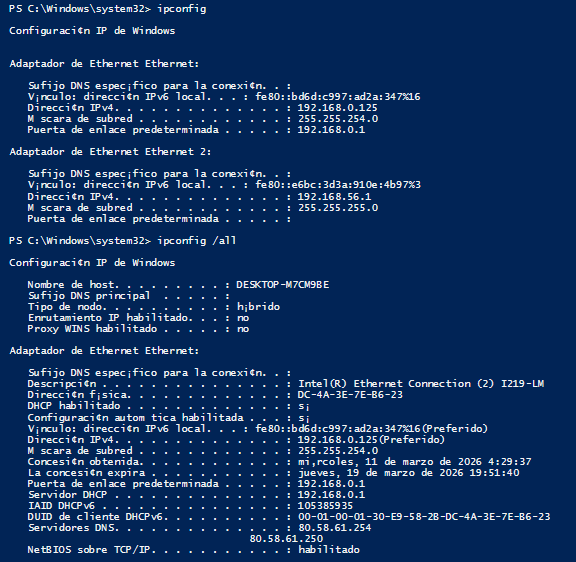 PS C:\Windows\system32> ipconfig
Configuraci¢n IP de Windows
Adaptador de Ethernet Ethernet:
Sufijo DNS espec¡fico para la conexi¢n. . :
V¡nculo: direcci¢n IPv6 local. . . : fe80::bd6d:c997:ad2a:347%16
Direcci¢n IPv4. . . . . . . . . . . . . . : 192.168.0.125
M scara de subred . . . . . . . . . . . . : 255.255.254.0
Puerta de enlace predeterminada . . . . . : 192.168.0.1
Adaptador de Ethernet Ethernet 2:
Sufijo DNS espec¡fico para la conexi¢n. . :
V¡nculo: direcci¢n IPv6 local. . . : fe80::e6bc:3d3a:910e:4b97%3
Direcci¢n IPv4. . . . . . . . . . . . . . : 192.168.56.1
M scara de subred . . . . . . . . . . . . : 255.255.255.0
Puerta de enlace predeterminada . . . . . :
PS C:\Windows\system32> ipconfig /all
Configuraci¢n IP de Windows
Nombre de host. . . . . . . . . : DESKTOP-M7CM9BE
Sufijo DNS principal  . . . . . :
Tipo de nodo. . . . . . . . . . : h¡brido
Enrutamiento IP habilitado. . . : no
Proxy WINS habilitado . . . . . : no
Adaptador de Ethernet Ethernet:
Sufijo DNS espec¡fico para la conexi¢n. . :
Descripci¢n . . . . . . . . . . . . . . . : Intel(R) Ethernet Connection (2) I219-LM
Direcci¢n f¡sica. . . . . . . . . . . . . : DC-4A-3E-7E-B6-23
DHCP habilitado . . . . . . . . . . . . . : s¡
Configuraci¢n autom tica habilitada . . . : s¡
V¡nculo: direcci¢n IPv6 local. . . : fe80::bd6d:c997:ad2a:347%16(Preferido)
Direcci¢n IPv4. . . . . . . . . . . . . . : 192.168.0.125(Preferido)
M scara de subred . . . . . . . . . . . . : 255.255.254.0
Concesi¢n obtenida. . . . . . . . . . . . : mi‚rcoles, 11 de marzo de 2026 4:29:37
La concesi¢n expira . . . . . . . . . . . : jueves, 19 de marzo de 2026 19:51:40
Puerta de enlace predeterminada . . . . . : 192.168.0.1
Servidor DHCP . . . . . . . . . . . . . . : 192.168.0.1
IAID DHCPv6 . . . . . . . . . . . . . . . : 105385935
DUID de cliente DHCPv6. . . . . . . . . . : 00-01-00-01-30-E9-58-2B-DC-4A-3E-7E-B6-23
Servidores DNS. . . . . . . . . . . . . . : 80.58.61.254
80.58.61.250
NetBIOS sobre TCP/IP. . . . . . . . . . . : habilitado